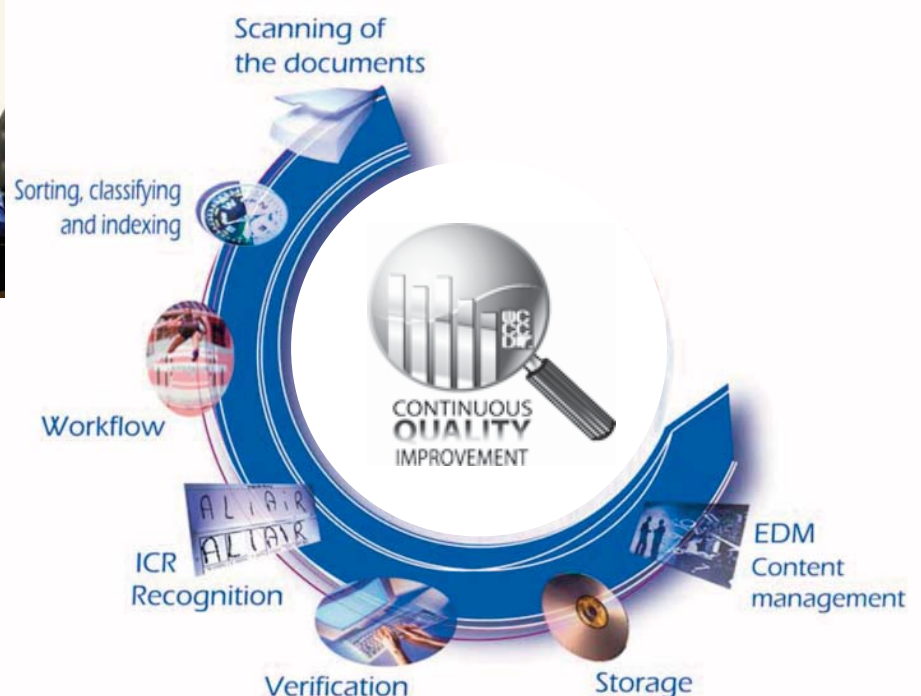 Scanning of
the documents
Sorting, classifying
and indexing
Workflow
ALIAIR
ALIAIR
ICR
Recognition
Verification
Storage
EDM
Content
management
CONTINUOUS
QUALITY
IMPROVEMENT